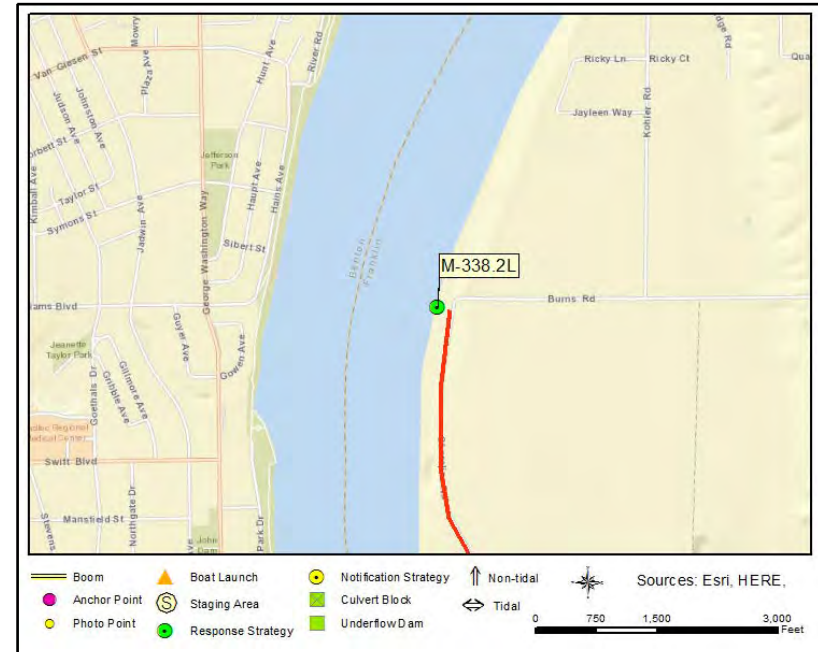 Mowry
Plaza Ave
Van Giesen St
Johnston Ave
Judson Ave
Hunt Ave
River Rd
Jefferson
Park
Kimball Ave
Taylor St
Symons St
Jadwin Ave
George Washington Way
Haupt Ave
Hains Ave
Sibert St
Benton
Franklin
Ricky Ln
Ricky Ct
Jayleen Way
Kohler Rd
M-338.2L
Burns Rd
Guyer Ave
Gowen Ave
Jeanette
Taylor Park
Goethals Dr
Gribble Ave
Gillmore Ave
Regional
Medical Center
Swift Blvd
Mansfield St
Stevens
Northgate Dr
John
Dam
Park Dr
Boom
Anchor Point
Photo Point
Boat Launch
Staging Area
S
Response Strategy
Notification Strategy
Culvert Block
Underflow Dam
Non-tidal
Tidal
Sources: Esri, HERE,
0 750 1,500 3,000
Feet